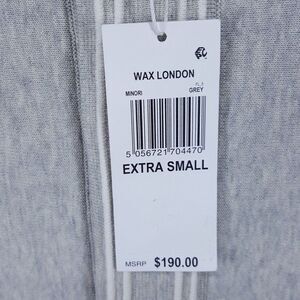 WAX LONDON
MINORI
GREY
5 056721 704470
EXTRA SMALL
MSRP $190.00